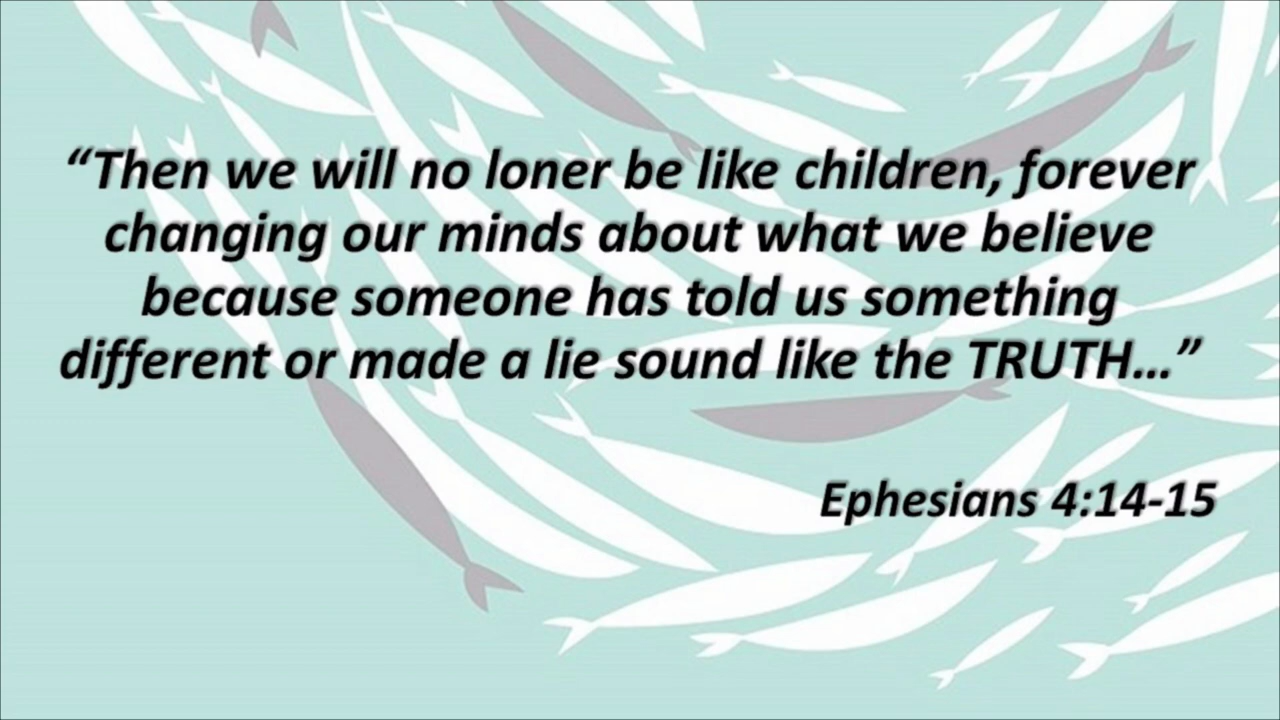 “Then we will no loner be like children, forever
changing our minds about what we believe
because someone has told us something
different or made a lie sound like the TRUTH…”
Ephesians 4:14-15